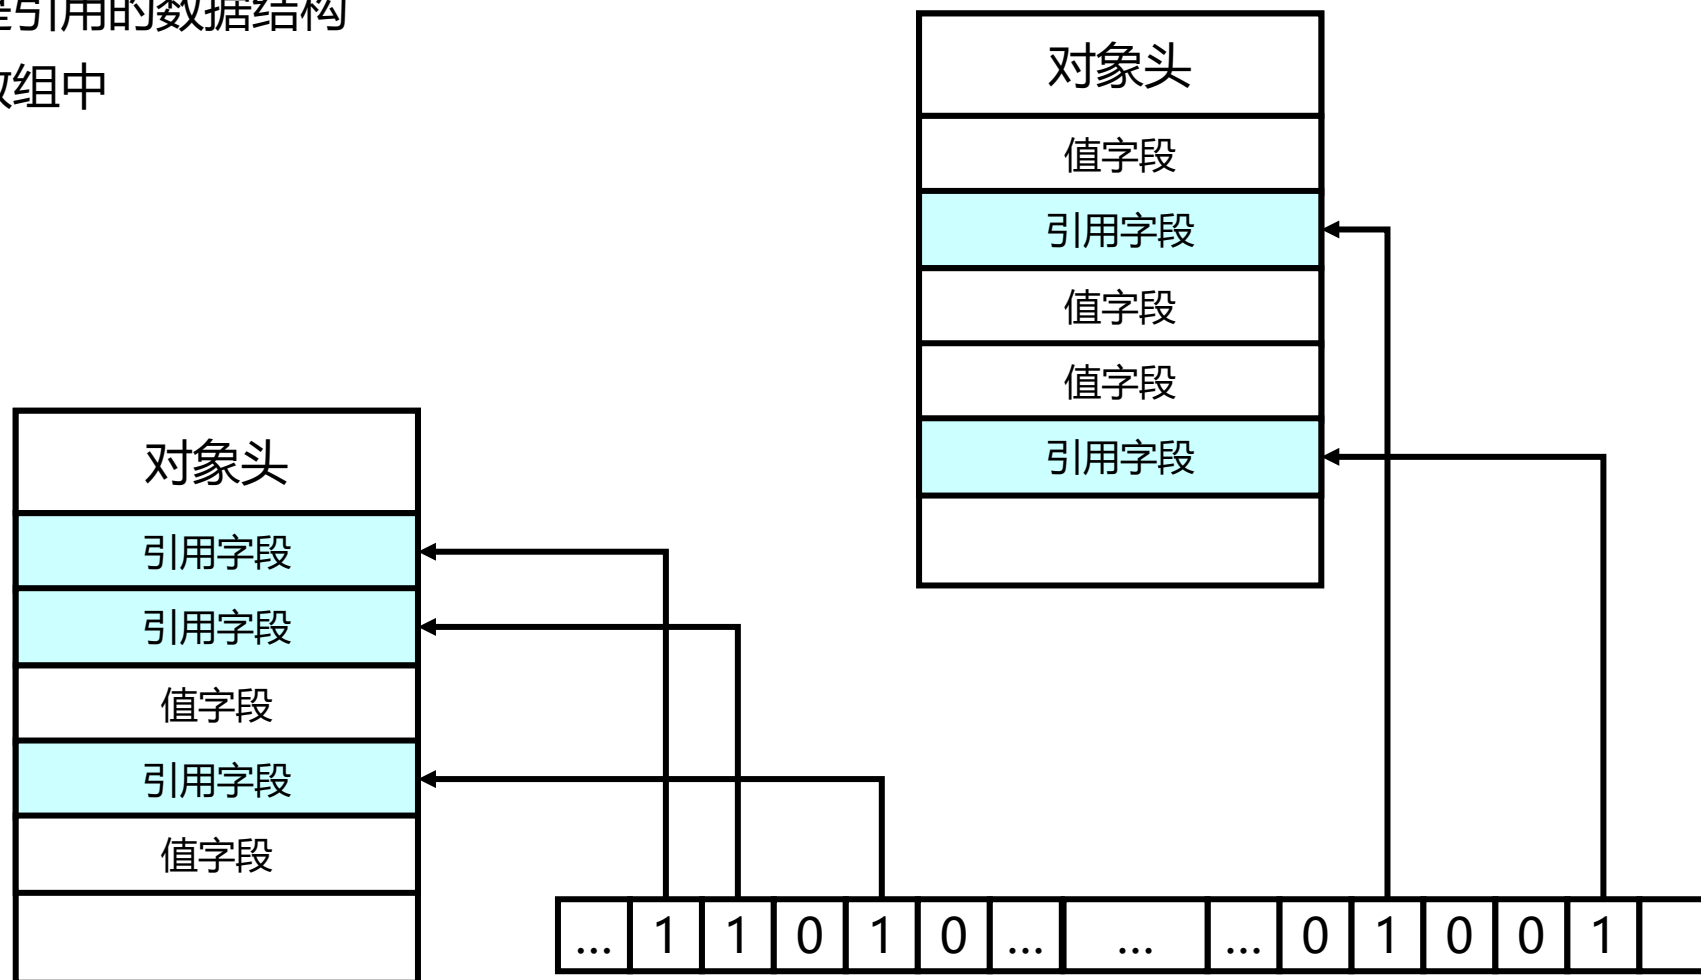 是引用的数据结构
数组中
对象头
值字段
引用字段
值字段
值字段
引用字段
对象头
引用字段
引用字段
值字段
引用字段
值字段
... 1 1 0 1 0 ... ... ... 0 1 0 0 1